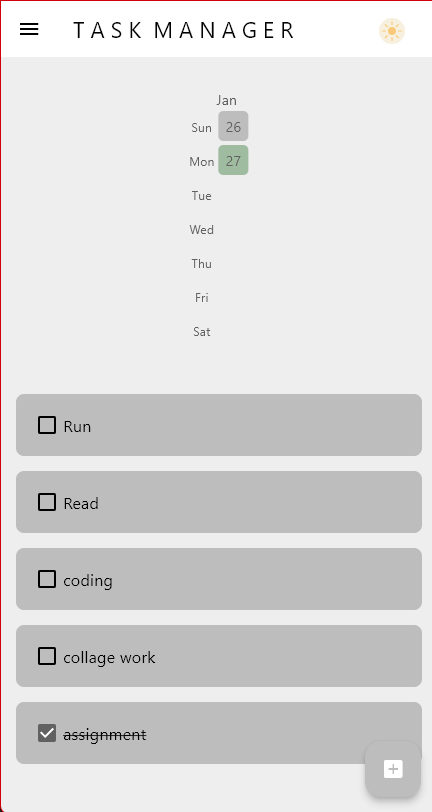 TASK MANAGER
Jan
Sun 26
Mon 27
Tue
Wed
Thu
Fri
Sat
Run
Read
coding
collage work
assignment